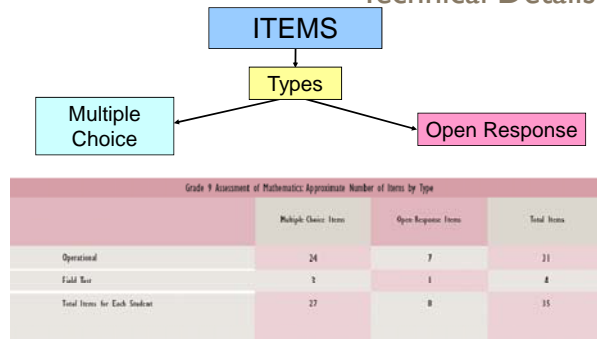 Technical Details
ITEMS
Types
Multiple
Choice
Open Response
Grade 9 Assessment of Mathematics: Approximate Number of Items by Type
Multiple Choice Items Open Response Items Total Items
Operational 24 7 31
Field Test 3 1 4
Total Items for Each Student 27 8 35